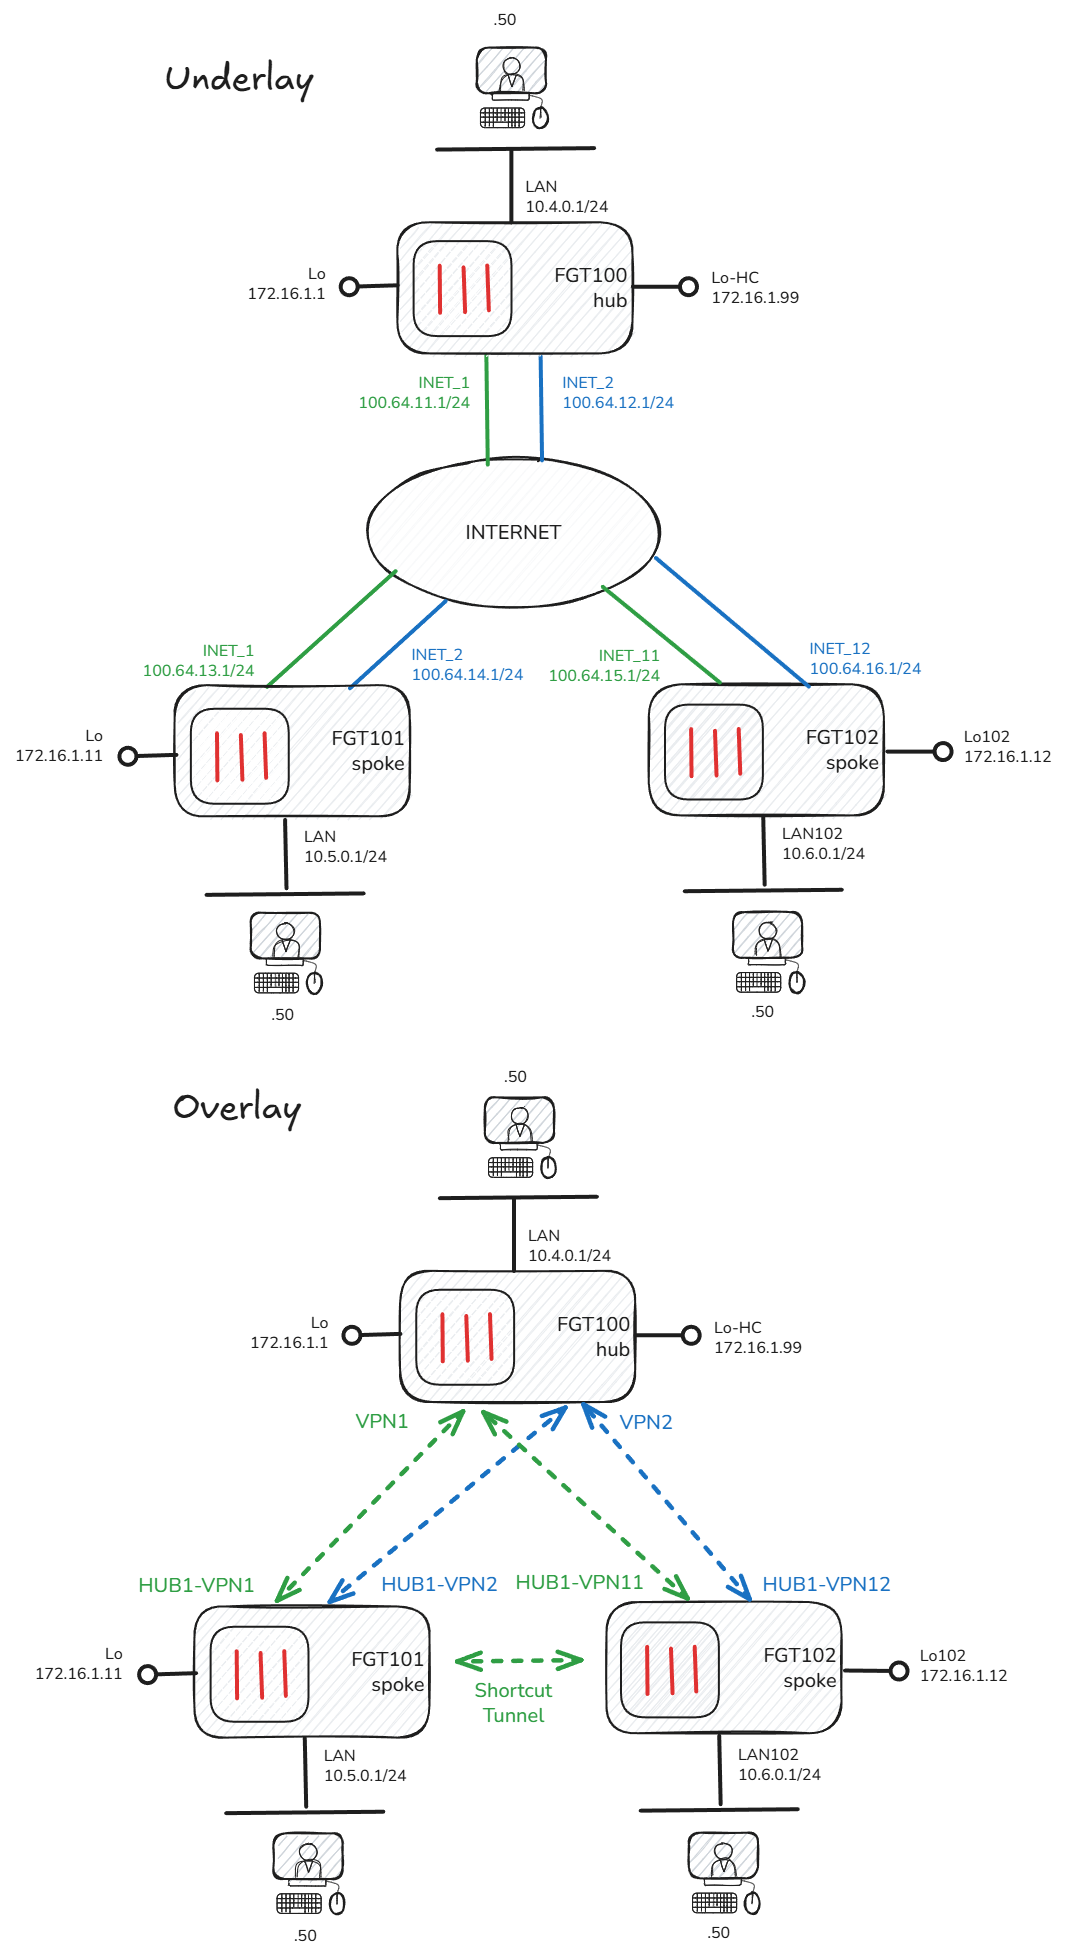 .50
Underlay
LAN
10.4.0.1/24
FGT100
hub
Lo
172.16.1.1
Lo-HC
172.16.1.99
INET_1
100.64.11.1/24
INET_2
100.64.12.1/24
INTERNET
INET_1
100.64.13.1/24
INET_2
100.64.14.1/24
INET_11
100.64.15.1/24
INET_12
100.64.16.1/24
Lo
172.16.1.11
FGT101
spoke
FGT102
spoke
Lo102
172.16.1.12
LAN
10.5.0.1/24
LAN102
10.6.0.1/24
.50
.50
.50
Overlay
LAN
10.4.0.1/24
Lo
172.16.1.1
FGT100
hub
Lo-HC
172.16.1.99
VPN1
VPN2
HUB1-VPN1
HUB1-VPN2
HUB1-VPN11
HUB1-VPN12
Lo
172.16.1.11
FGT101
spoke
Shortcut
Tunnel
FGT102
spoke
Lo102
172.16.1.12
LAN
10.5.0.1/24
LAN102
10.6.0.1/24
.50
.50